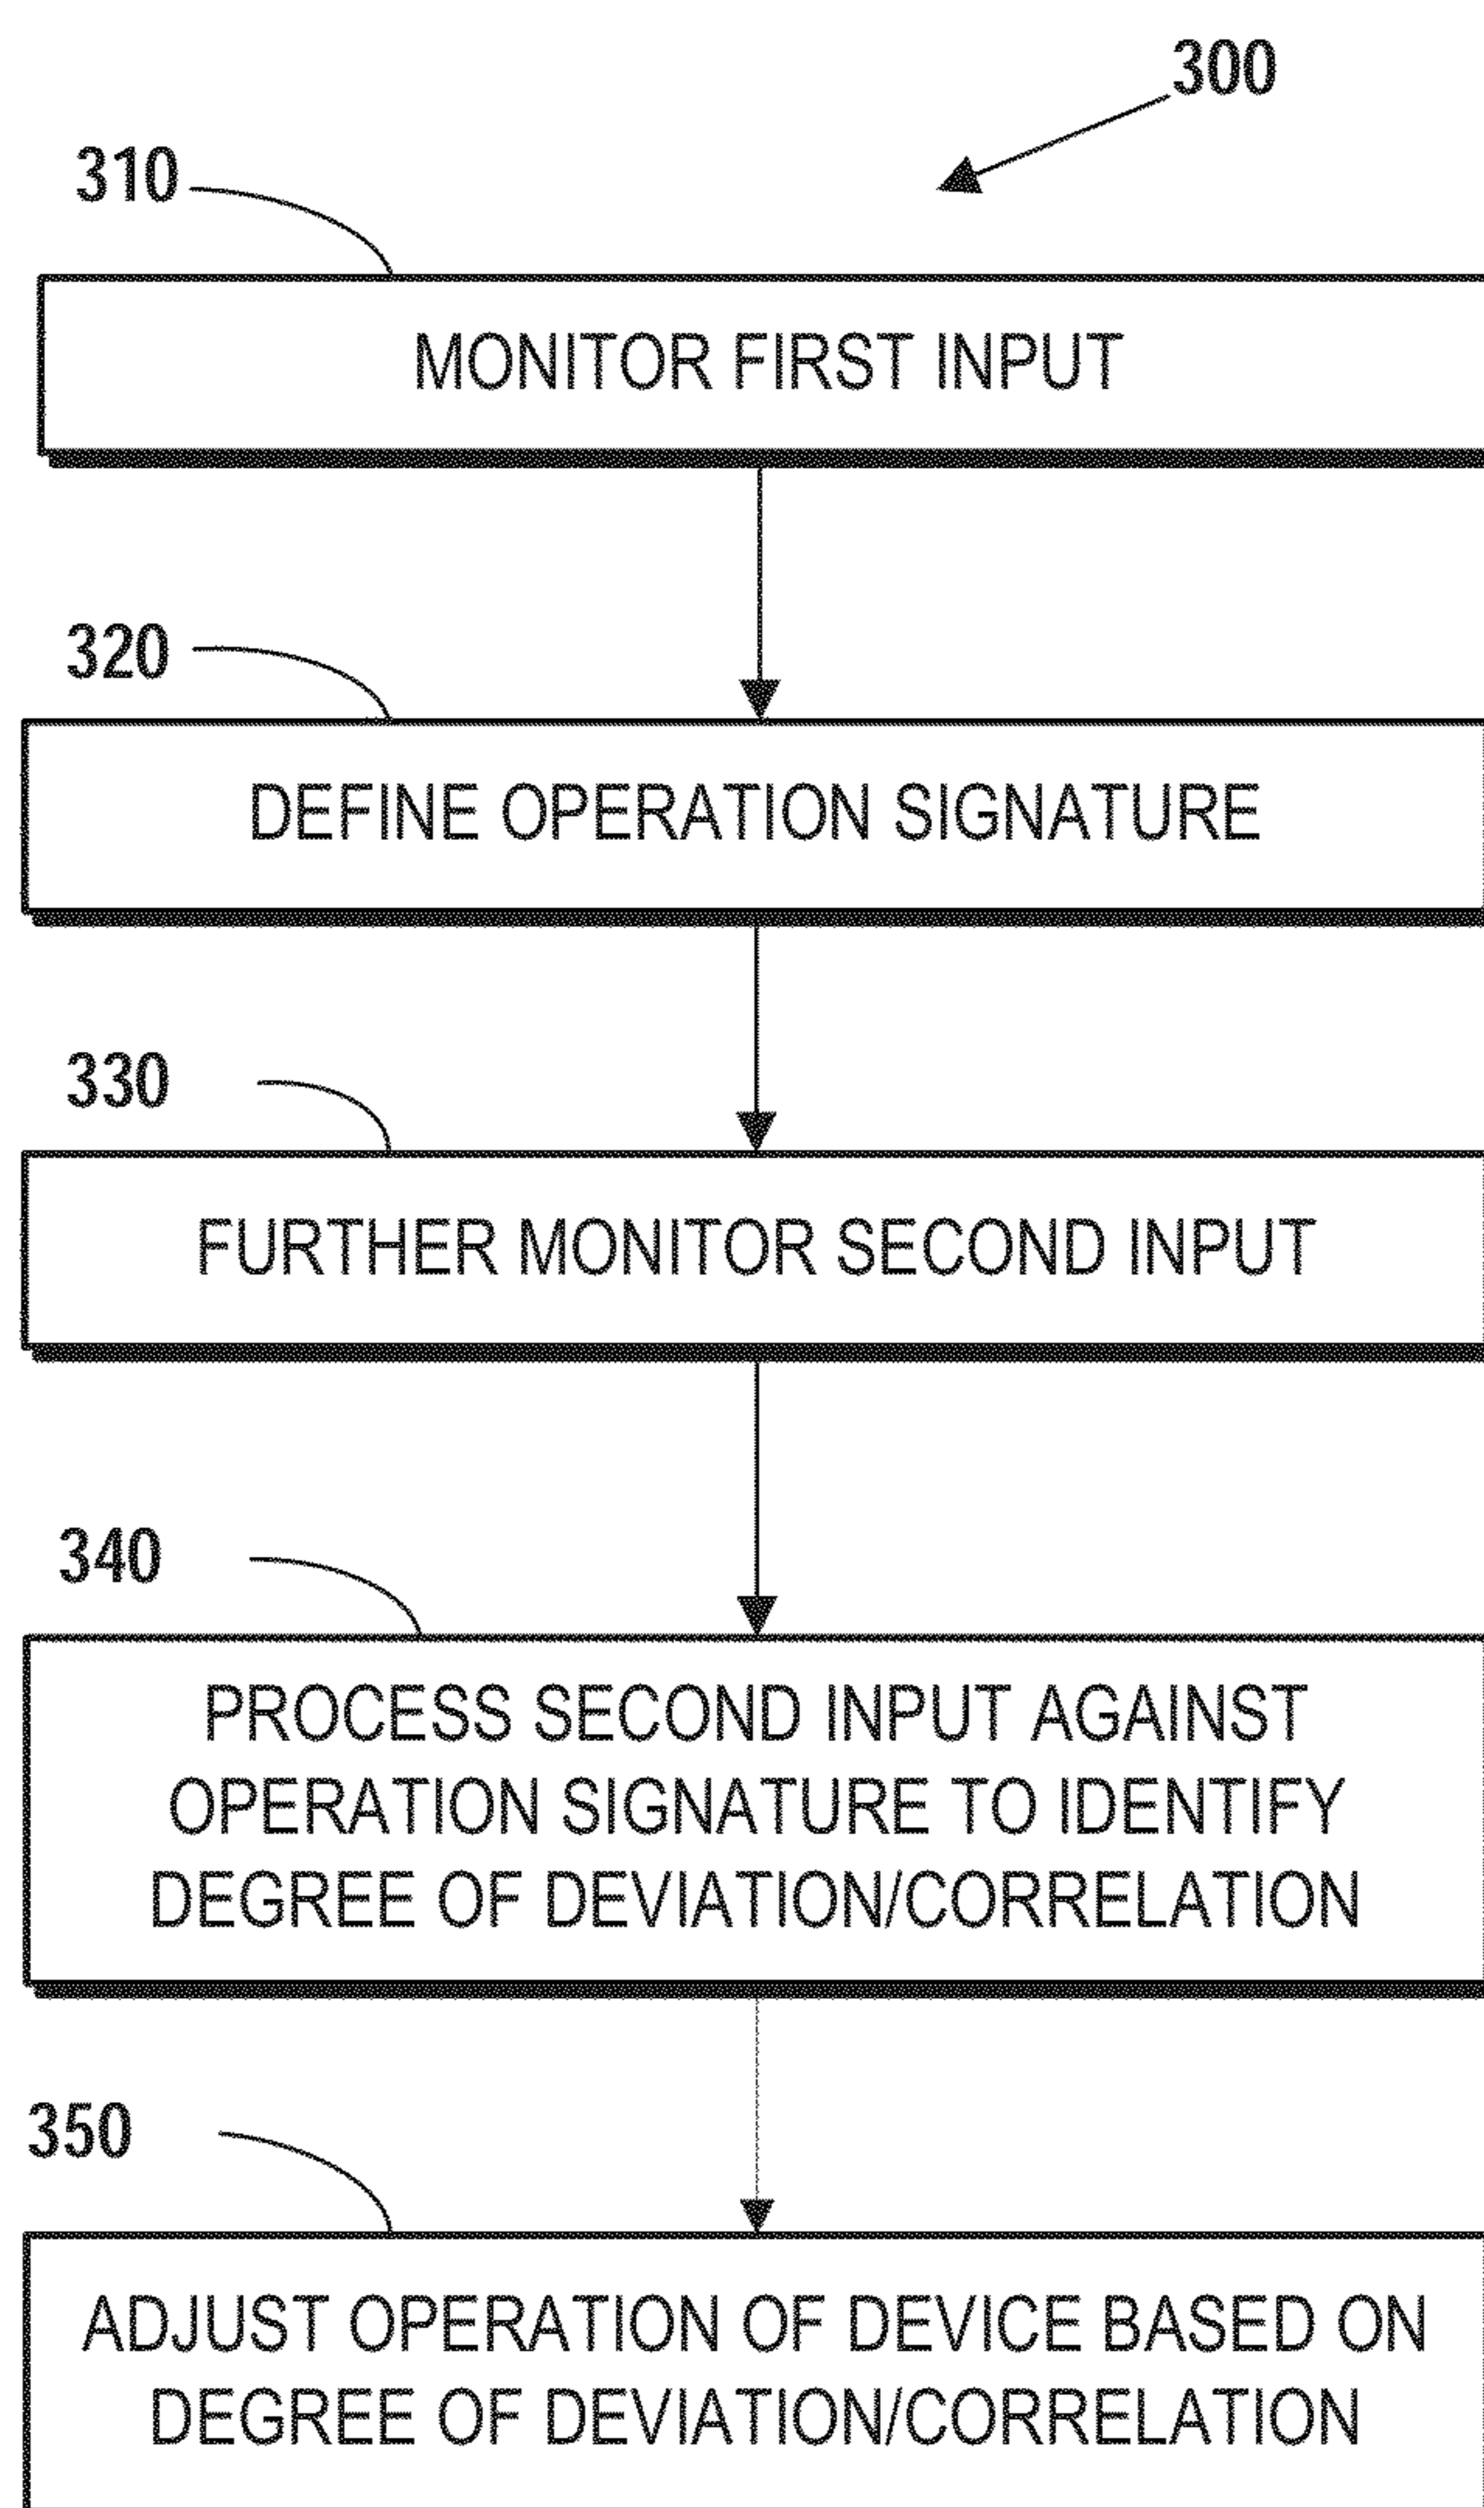 300
310
MONITOR FIRST INPUT
320
DEFINE OPERATION SIGNATURE
330
FURTHER MONITOR SECOND INPUT
340
PROCESS SECOND INPUT AGAINST
OPERATION SIGNATURE TO IDENTIFY
DEGREE OF DEVIATION/CORRELATION
350
ADJUST OPERATION OF DEVICE BASED ON
DEGREE OF DEVIATION/CORRELATION